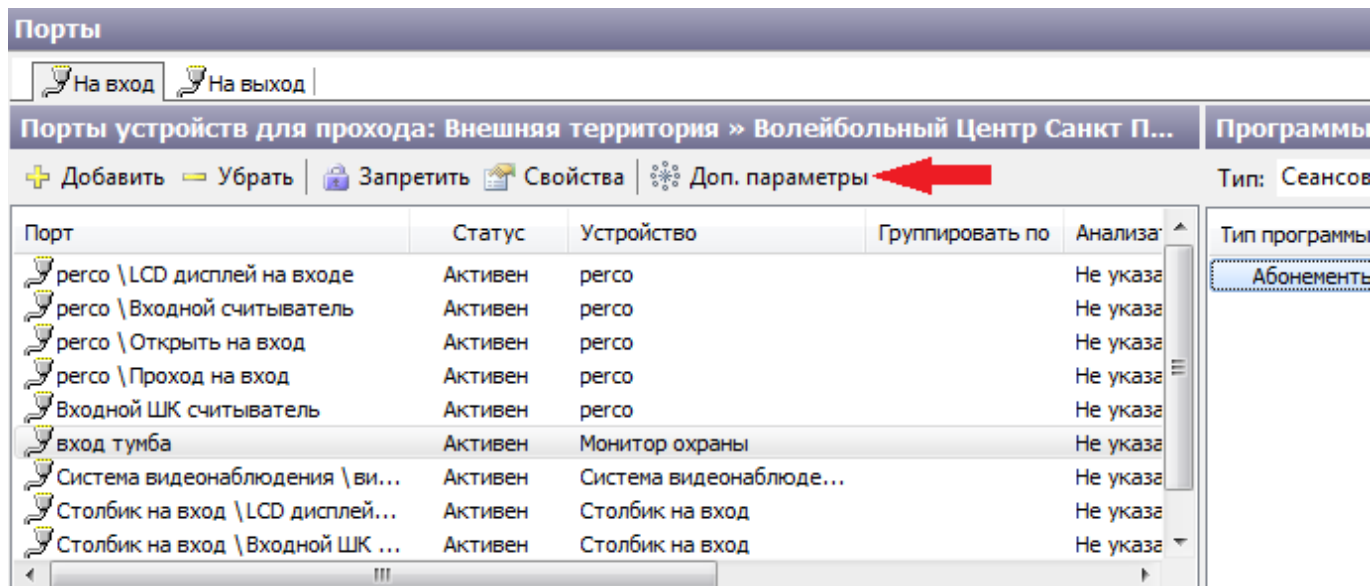 Порты
На вход На выход
Порты устройств для прохода: Внешняя территория » Волейбольный Центр Санкт П... Программы
Добавить Убрать Запретить Свойства Доп. параметры Тип: Сеансов
Порт Статус Устройство Группировать по Анализат Тип программы
perco \ LCD дисплей на входе Активен perco Не указа Абонементы
perco \ Входной считыватель Активен perco Не указа
perco \ Открыть на вход Активен perco Не указа
perco \ Проход на вход Активен perco Не указа
Входной ШК считыватель Активен perco Не указа
вход тумба Активен Монитор охраны Не указа
Система видеонаблюдения \ ви... Активен Система видеонаблюде... Не указа
Столбик на вход \ LCD дисплей... Активен Столбик на вход Не указа
Столбик на вход \ Входной ШК ... Активен Столбик на вход Не указа